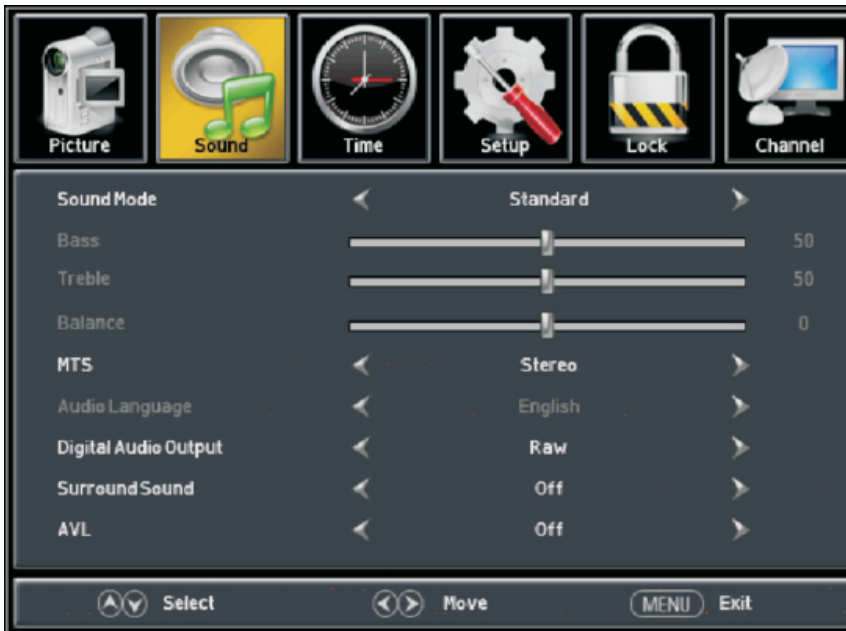 Picture Sound Time Setup Lock Channel
Sound Mode Standard
Bass 50
Treble 50
Balance 0
MTS Stereo
Audio Language English
Digital Audio Output Raw
Surround Sound Off
AVL Off
Select Move MENU Exit